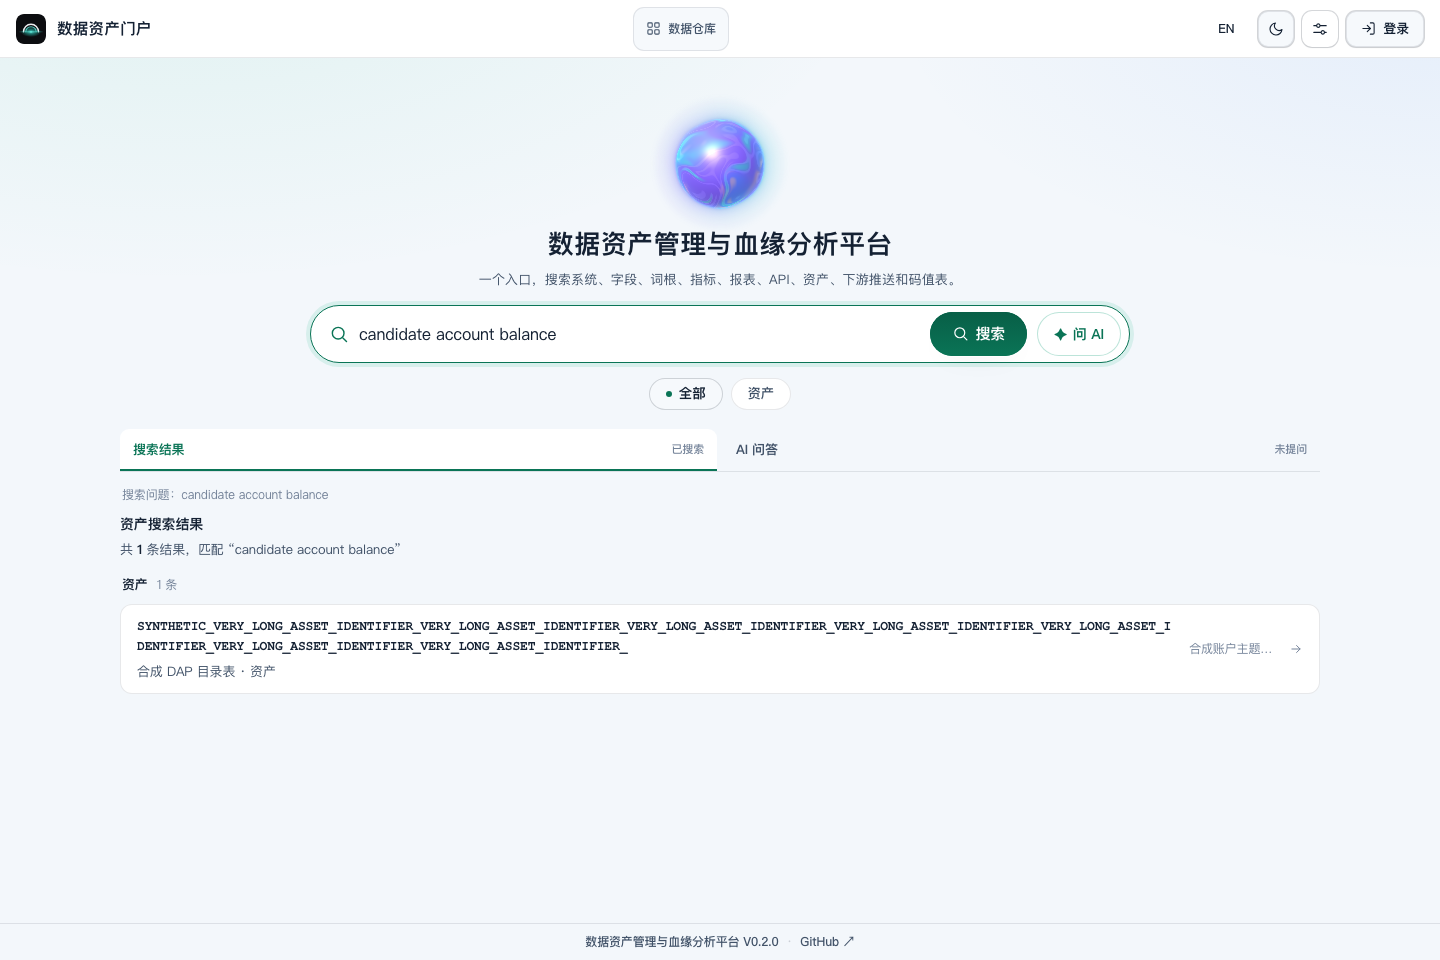 数据资产门户
数据仓库
EN
登录
数据资产管理与血缘分析平台
一个入口，搜索系统、字段、词根、指标、报表、API、资产、下游推送和码值表。
candidate account balance
搜索
问 AI
全部
资产
搜索结果
已搜索
AI 问答
未提问
搜索问题：candidate account balance
资产搜索结果
共 1 条结果，匹配 “candidate account balance”
资产 1 条
SYNTHETIC_VERY_LONG_ASSET_IDENTIFIER_VERY_LONG_ASSET_IDENTIFIER_VERY_LONG_ASSET_IDENTIFIER_VERY_LONG_ASSET_IDENTIFIER_VERY_LONG_ASSET_I
DENTIFIER_VERY_LONG_ASSET_IDENTIFIER_VERY_LONG_ASSET_IDENTIFIER_
合成账户主题…
合成 DAP 目录表 · 资产
数据资产管理与血缘分析平台 V0.2.0 · GitHub ↗